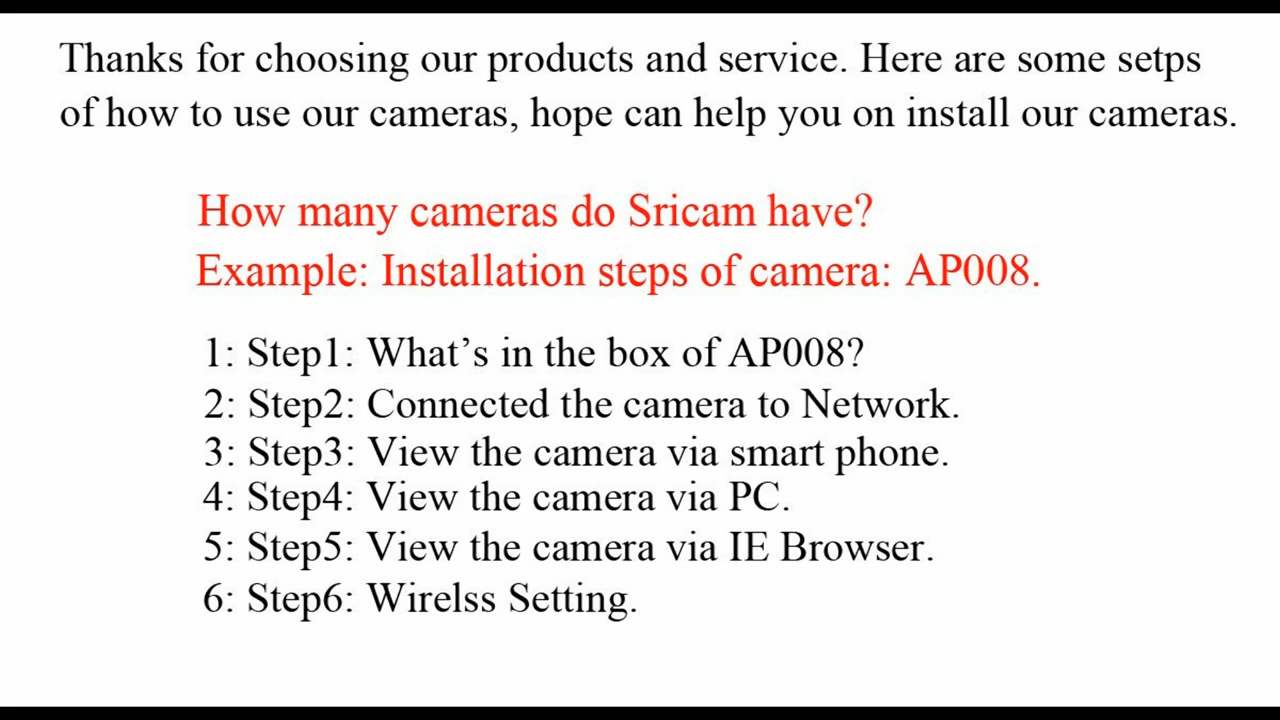 Thanks for choosing our products and service. Here are some setps
of how to use our cameras, hope can help you on install our cameras.
How many cameras do Sricam have?
Example: Installation steps of camera: AP008.
1: Step1: What’s in the box of AP008?
2: Step2: Connected the camera to Network.
3: Step3: View the camera via smart phone.
4: Step4: View the camera via PC.
5: Step5: View the camera via IE Browser.
6: Step6: Wirelss Setting.